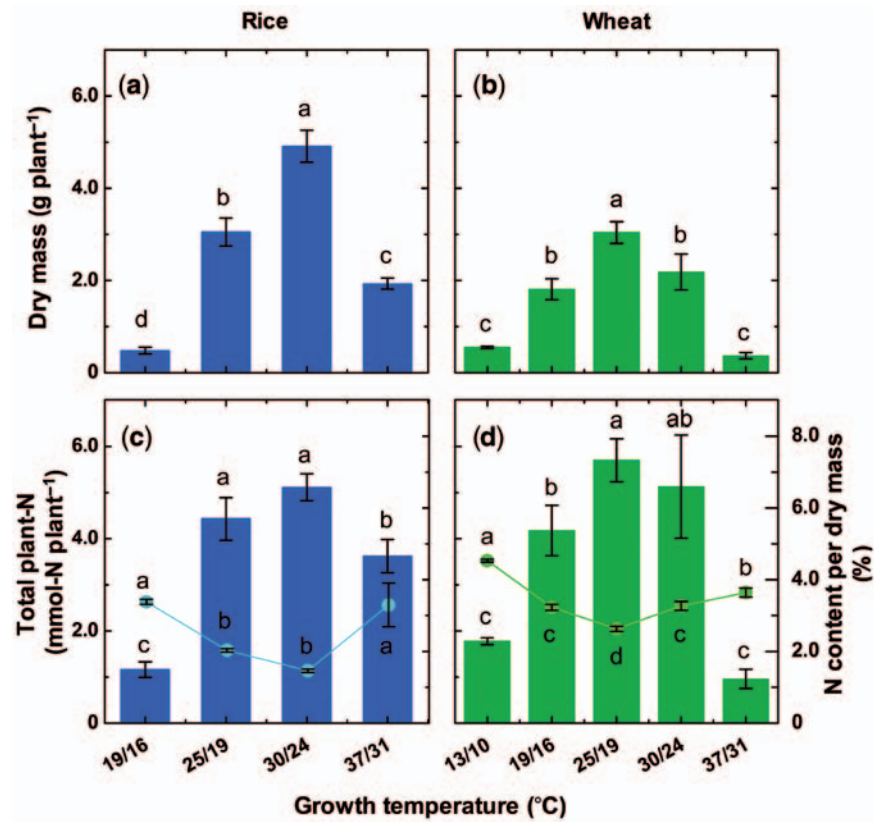 Rice
Wheat
Dry mass (g plant⁻¹)
6.0
4.0
2.0
0
(a)
d
b
a
c
(b)
c
b
a
b
c
Total plant-N
(mmol-N plant⁻¹)
6.0
4.0
2.0
0
(c)
a
c
a
b
a
b
b
a
(d)
a
c
b
c
a
d
ab
c
b
c
8.0
6.0
4.0
2.0
0
N content per dry mass
(%)
19/16
25/19
30/24
37/31
13/10
19/16
25/19
30/24
37/31
Growth temperature (°C)